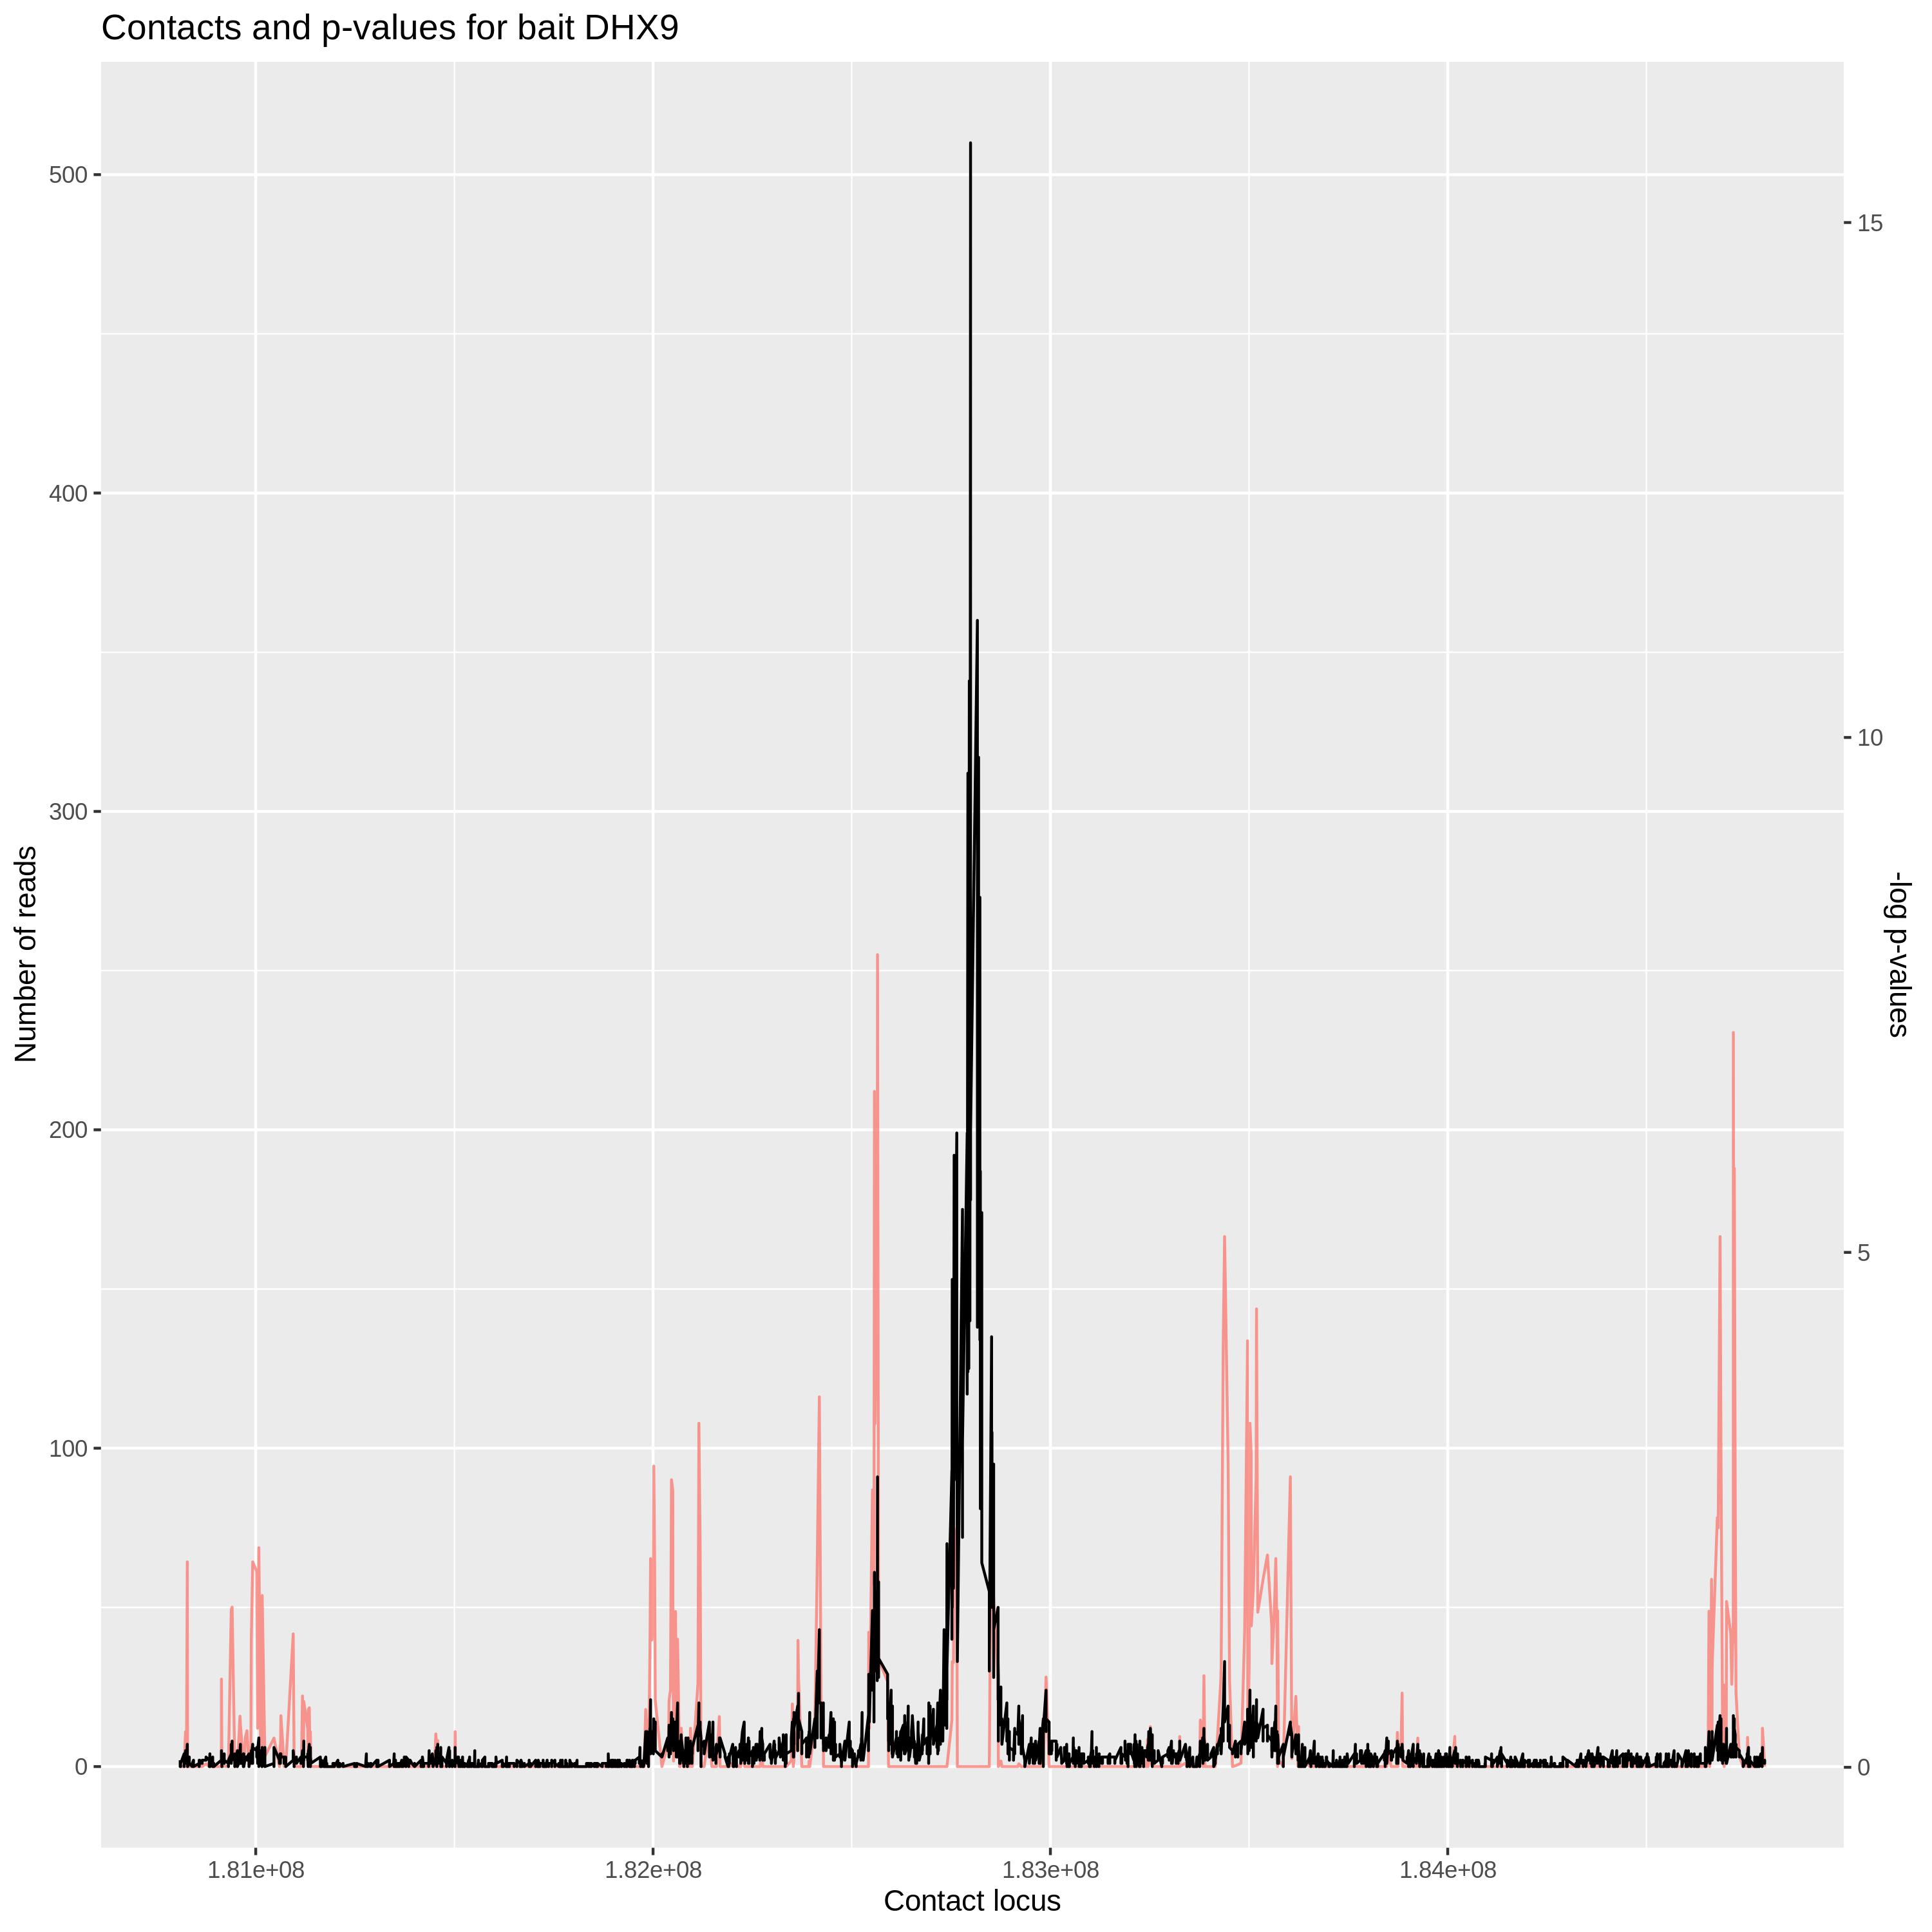 Contacts and p-values for bait DHX9
Number of reads
500
400
300
200
100
0
15
10
5
0
-log p-values
1.81e+08
1.82e+08
1.83e+08
1.84e+08
Contact locus